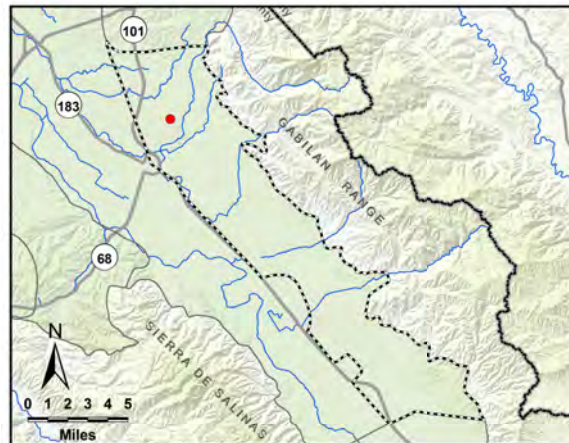 101
183
GABILAN RANGE
68
SIERRA DE SALINAS
N
0 1 2 3 4 5
Miles